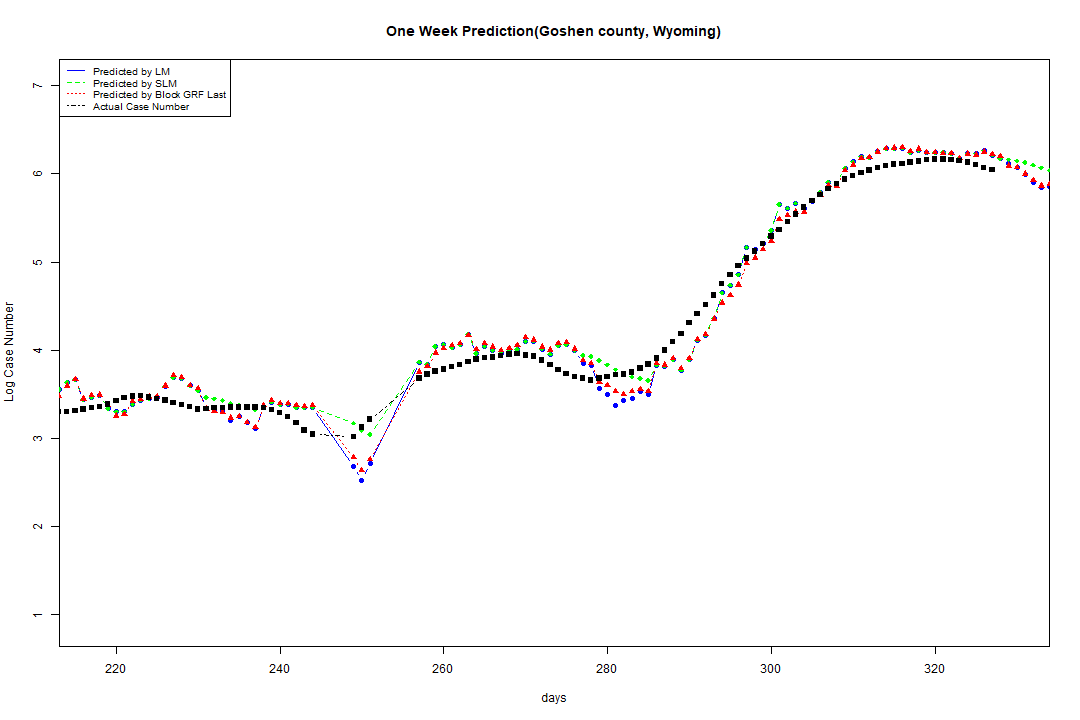 One Week Prediction(Goshen county, Wyoming)
Predicted by LM
Predicted by SLM
Predicted by Block GRF Last
Actual Case Number
7
6
5
4
3
2
1
Log Case Number
220 240 260 280 300 320
days